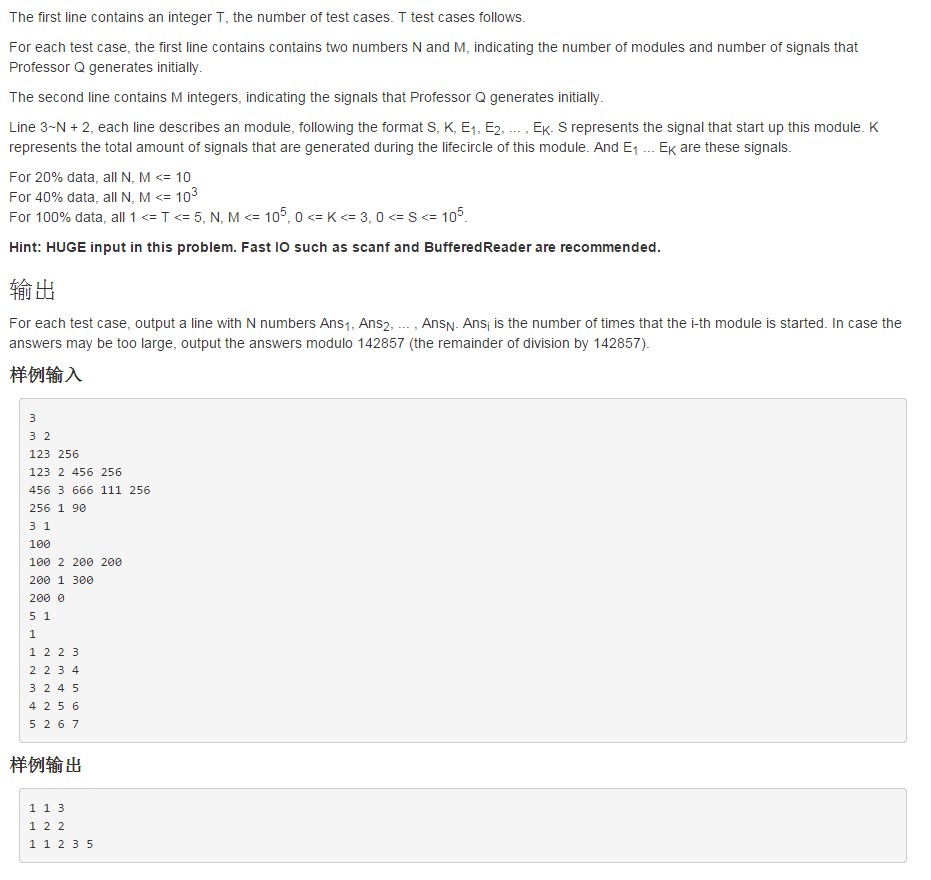 The first line contains an integer T, the number of test cases. T test cases follows.
For each test case, the first line contains contains two numbers N and M, indicating the number of modules and number of signals that
Professor Q generates initially.
The second line contains M integers, indicating the signals that Professor Q generates initially.
Line 3~N + 2, each line describes an module, following the format S, K, E1, E2, ... , EK. S represents the signal that start up this module. K
represents the total amount of signals that are generated during the lifecircle of this module. And E1 ... EK are these signals.
For 20% data, all N, M <= 10
For 40% data, all N, M <= 10^3
For 100% data, all 1 <= T <= 5, N, M <= 10^5, 0 <= K <= 3, 0 <= S <= 10^5.
Hint: HUGE input in this problem. Fast IO such as scanf and BufferedReader are recommended.
输出
For each test case, output a line with N numbers Ans1, Ans2, ... , AnsN. Ansi is the number of times that the i-th module is started. In case the
answers may be too large, output the answers modulo 142857 (the remainder of division by 142857).
样例输入
3
3 2
123 256
123 2 456 256
456 3 666 111 256
256 1 90
3 1
100
100 2 200 200
200 1 300
200 0
5 1
1
1 2 2 3
2 2 3 4
3 2 4 5
4 2 5 6
5 2 6 7
样例输出
1 1 3
1 2 2
1 1 2 3 5